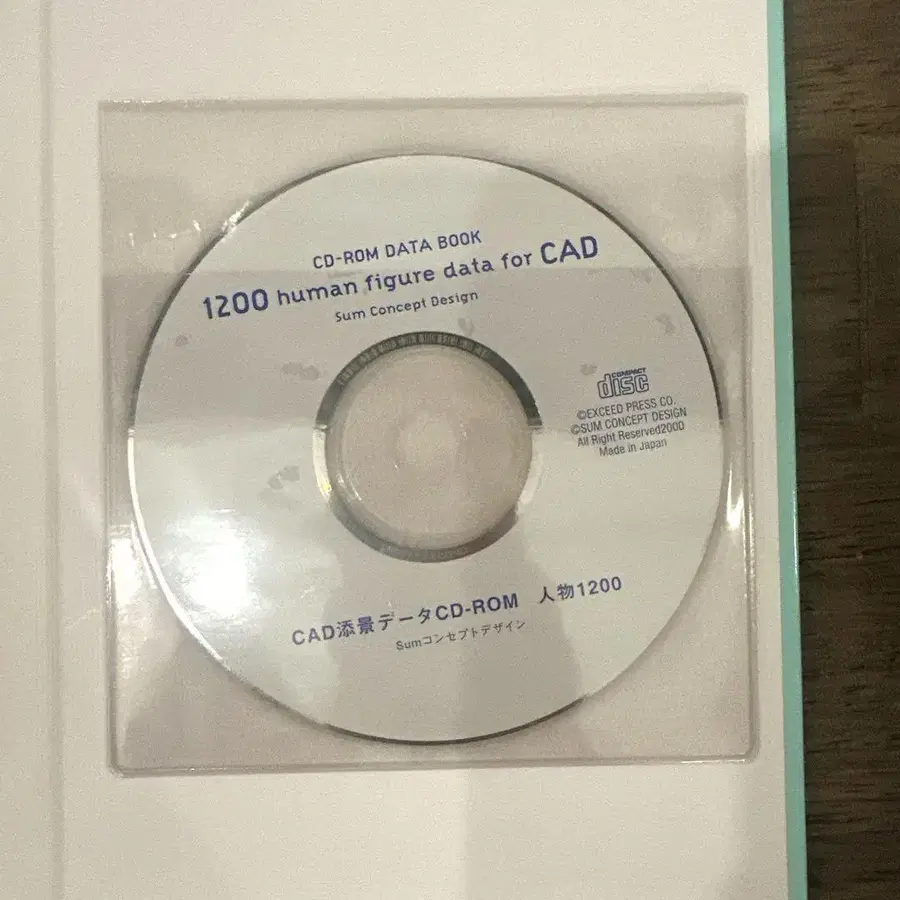 CD-ROM DATA BOOK
1200 human figure data for CAD
Sum Concept Design
COMPACT
disc
©EXCEED PRESS CO.
©SUM CONCEPT DESIGN
All Right Reserved2000
Made in Japan
CAD添景データCD-ROM 人物1200
Sumコンセプトデザイン